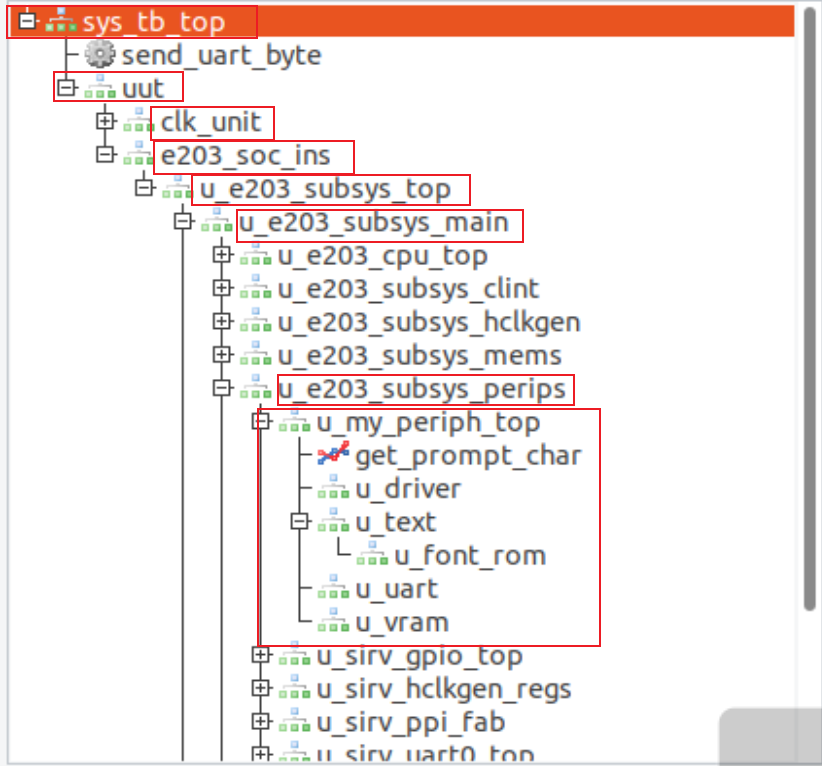 sys_tb_top
send_uart_byte
uut
clk_unit
e203_soc_ins
u_e203_subsys_top
u_e203_subsys_main
u_e203_cpu_top
u_e203_subsys_clint
u_e203_subsys_hclkgen
u_e203_subsys_mems
u_e203_subsys_perips
u_my_periph_top
get_prompt_char
u_driver
u_text
u_font_rom
u_uart
u_vram
u_sirv_gpio_top
u_sirv_hclkgen_regs
u_sirv_ppi_fab
u_sirv_uart0_top